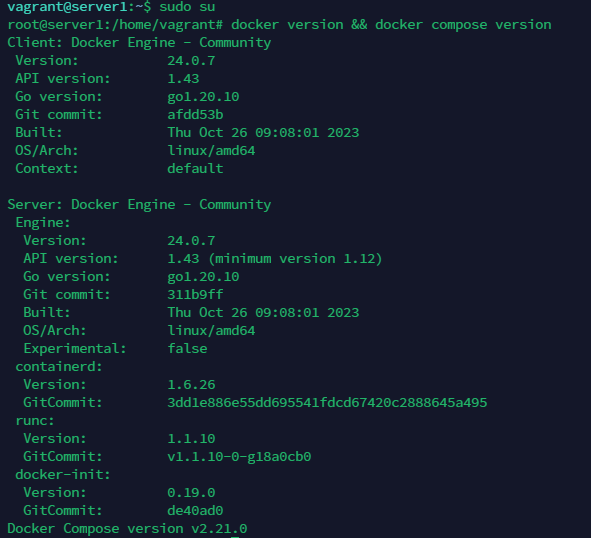 vagrant@server1:~$ sudo su
root@server1:/home/vagrant# docker version && docker compose version
Client: Docker Engine - Community
 Version:           24.0.7
 API version:       1.43
 Go version:        go1.20.10
 Git commit:        afdd53b
 Built:             Thu Oct 26 09:08:01 2023
 OS/Arch:           linux/amd64
 Context:           default

Server: Docker Engine - Community
 Engine:
  Version:          24.0.7
  API version:      1.43 (minimum version 1.12)
  Go version:       go1.20.10
  Git commit:       311b9ff
  Built:            Thu Oct 26 09:08:01 2023
  OS/Arch:          linux/amd64
  Experimental:     false
 containerd:
  Version:          1.6.26
  GitCommit:        3dd1e886e55dd695541fdcd67420c2888645a495
 runc:
  Version:          1.1.10
  GitCommit:        v1.1.10-0-g18a0cb0
 docker-init:
  Version:          0.19.0
  GitCommit:        de40ad0
Docker Compose version v2.21.0